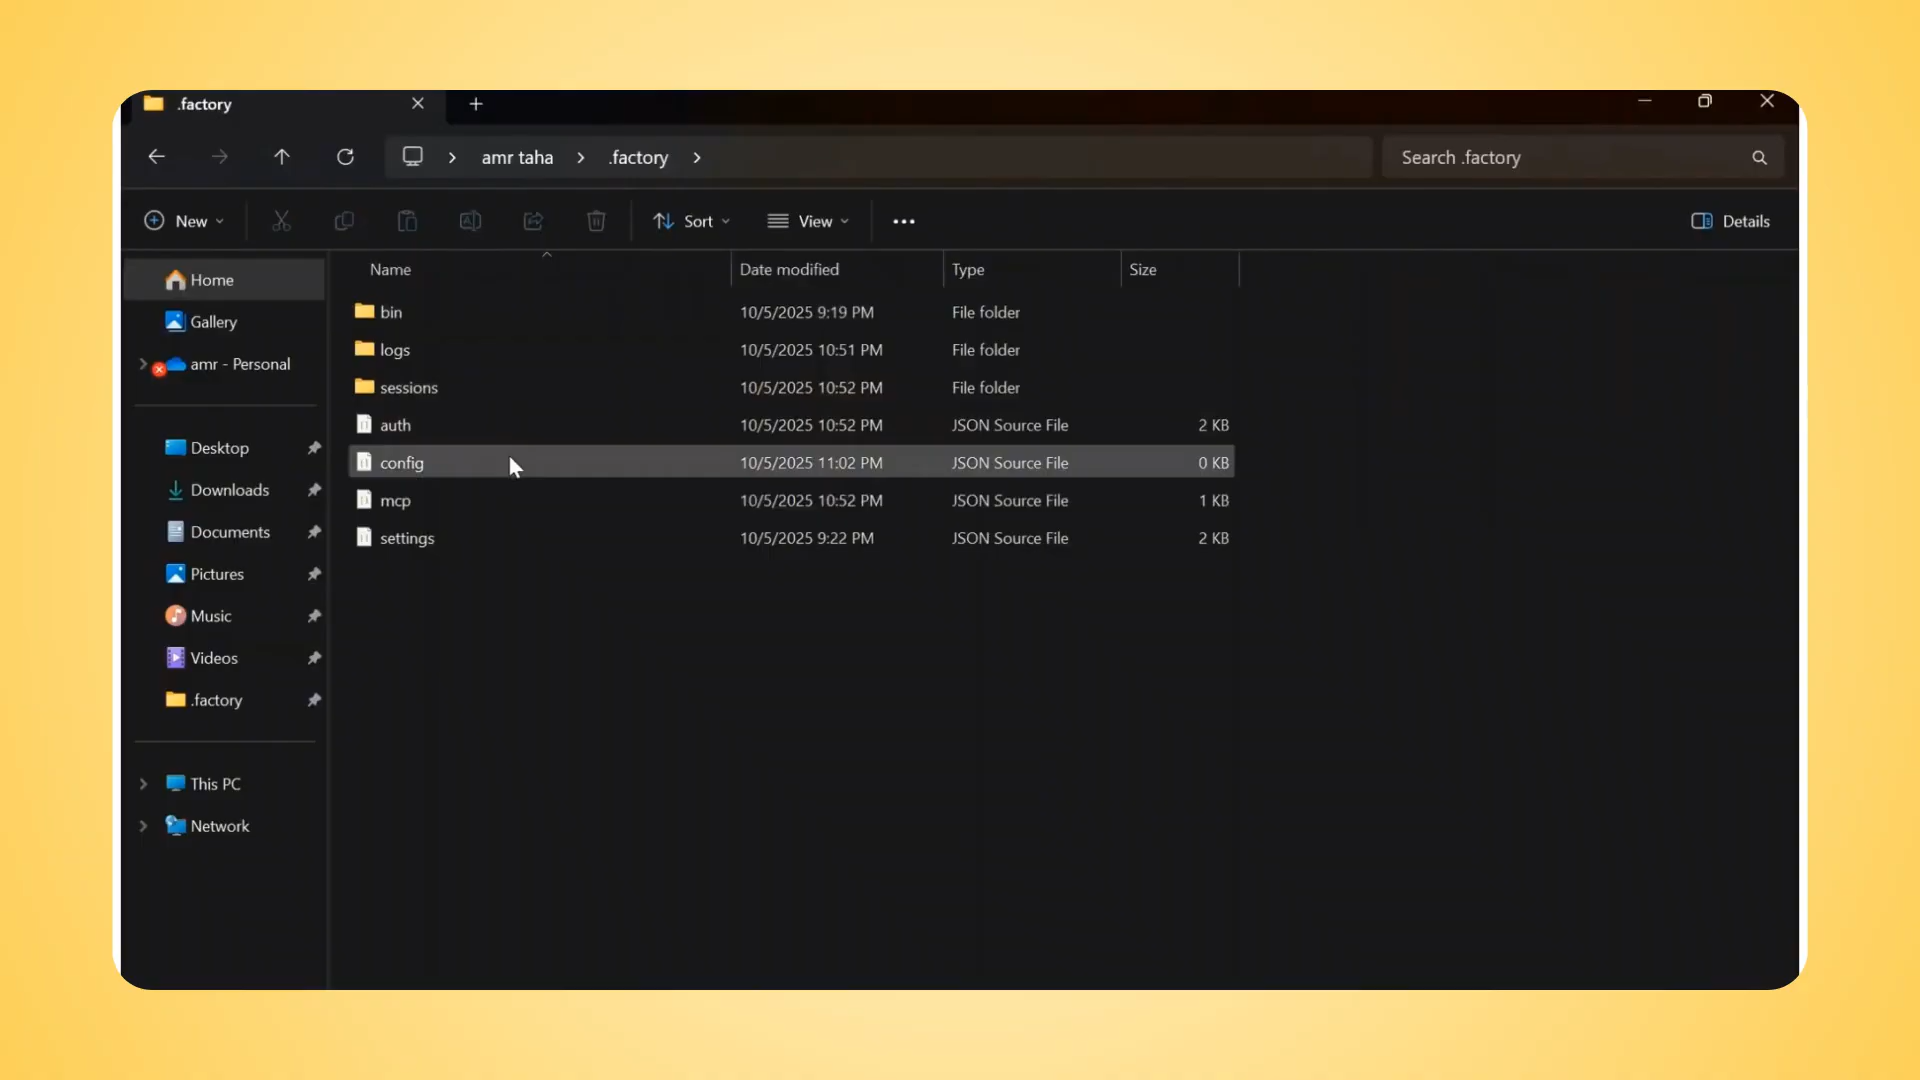 .factory
amr taha
.factory
Search .factory
New
Sort
View
Details
Name
Date modified
Type
Size
Home
Gallery
amr - Personal
Desktop
Downloads
Documents
Pictures
Music
Videos
.factory
This PC
Network
bin 10/5/2025 9:19 PM File folder
logs 10/5/2025 10:51 PM File folder
sessions 10/5/2025 10:52 PM File folder
auth 10/5/2025 10:52 PM JSON Source File 2 KB
config 10/5/2025 11:02 PM JSON Source File 0 KB
mcp 10/5/2025 10:52 PM JSON Source File 1 KB
settings 10/5/2025 9:22 PM JSON Source File 2 KB